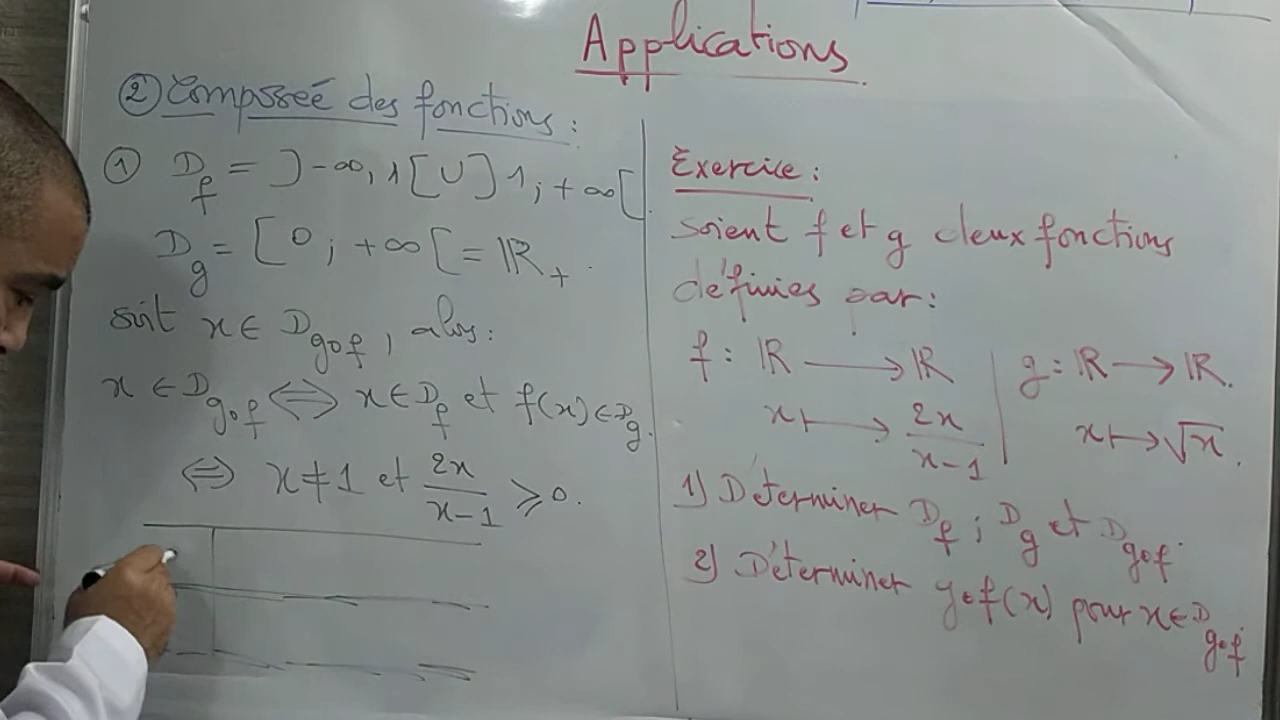 Applications
② Composeé des fonctions :
① D_f = ]-∞, 1[ U ]1 ; +∞[.
D_g = [0 ; +∞[ = ℝ_+ .
soit x ∈ D_gof , alors :
x ∈ D_gof ⟺ x ∈ D_f et f(x) ∈ D_g .
⟺ x ≠ 1 et 2x/(x-1) ⩾ 0.
Exercice :
soient f et g deux fonctions
définies par :
f : ℝ ⟶ ℝ | g : ℝ ⟶ ℝ.
x ⟼ 2x/(x-1) | x ⟼ √x .
1) Déterminer D_f ; D_g et D_gof .
2) Déterminer gof(x) pour x ∈ D_gof .